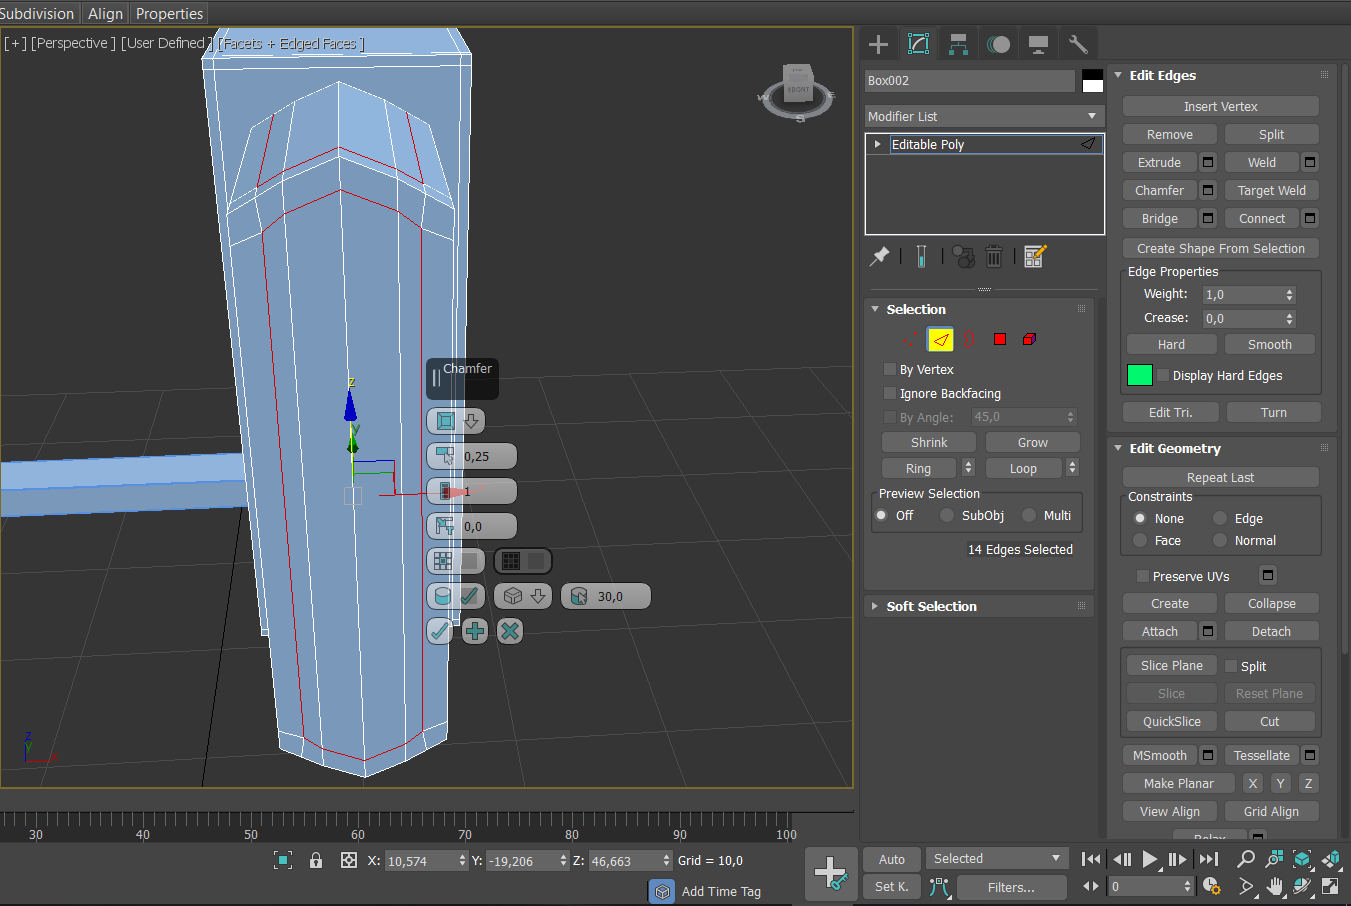 Subdivision Align Properties
[+] [Perspective ] [User Defined ] [Facets + Edged Faces ]
Box002
Modifier List
Editable Poly
Selection
By Vertex
Ignore Backfacing
By Angle: 45,0
Shrink Grow
Ring Loop
Preview Selection
Off SubObj Multi
14 Edges Selected
Soft Selection
Edit Edges
Insert Vertex
Remove Split
Extrude Weld
Chamfer Target Weld
Bridge Connect
Create Shape From Selection
Edge Properties
Weight: 1,0
Crease: 0,0
Hard Smooth
Display Hard Edges
Edit Tri. Turn
Edit Geometry
Repeat Last
Constraints
None Edge
Face Normal
Preserve UVs
Create Collapse
Attach Detach
Slice Plane Split
Slice Reset Plane
QuickSlice Cut
MSmooth Tessellate
Make Planar X Y Z
View Align Grid Align
Relax
Chamfer
0,25
1
0,0
30,0
z
y
W
S
E
z
y
30 40 50 60 70 80 90 100
X: 10,574 Y: -19,206 Z: 46,663 Grid = 10,0
Add Time Tag
Auto Selected
Set K. Filters... 0